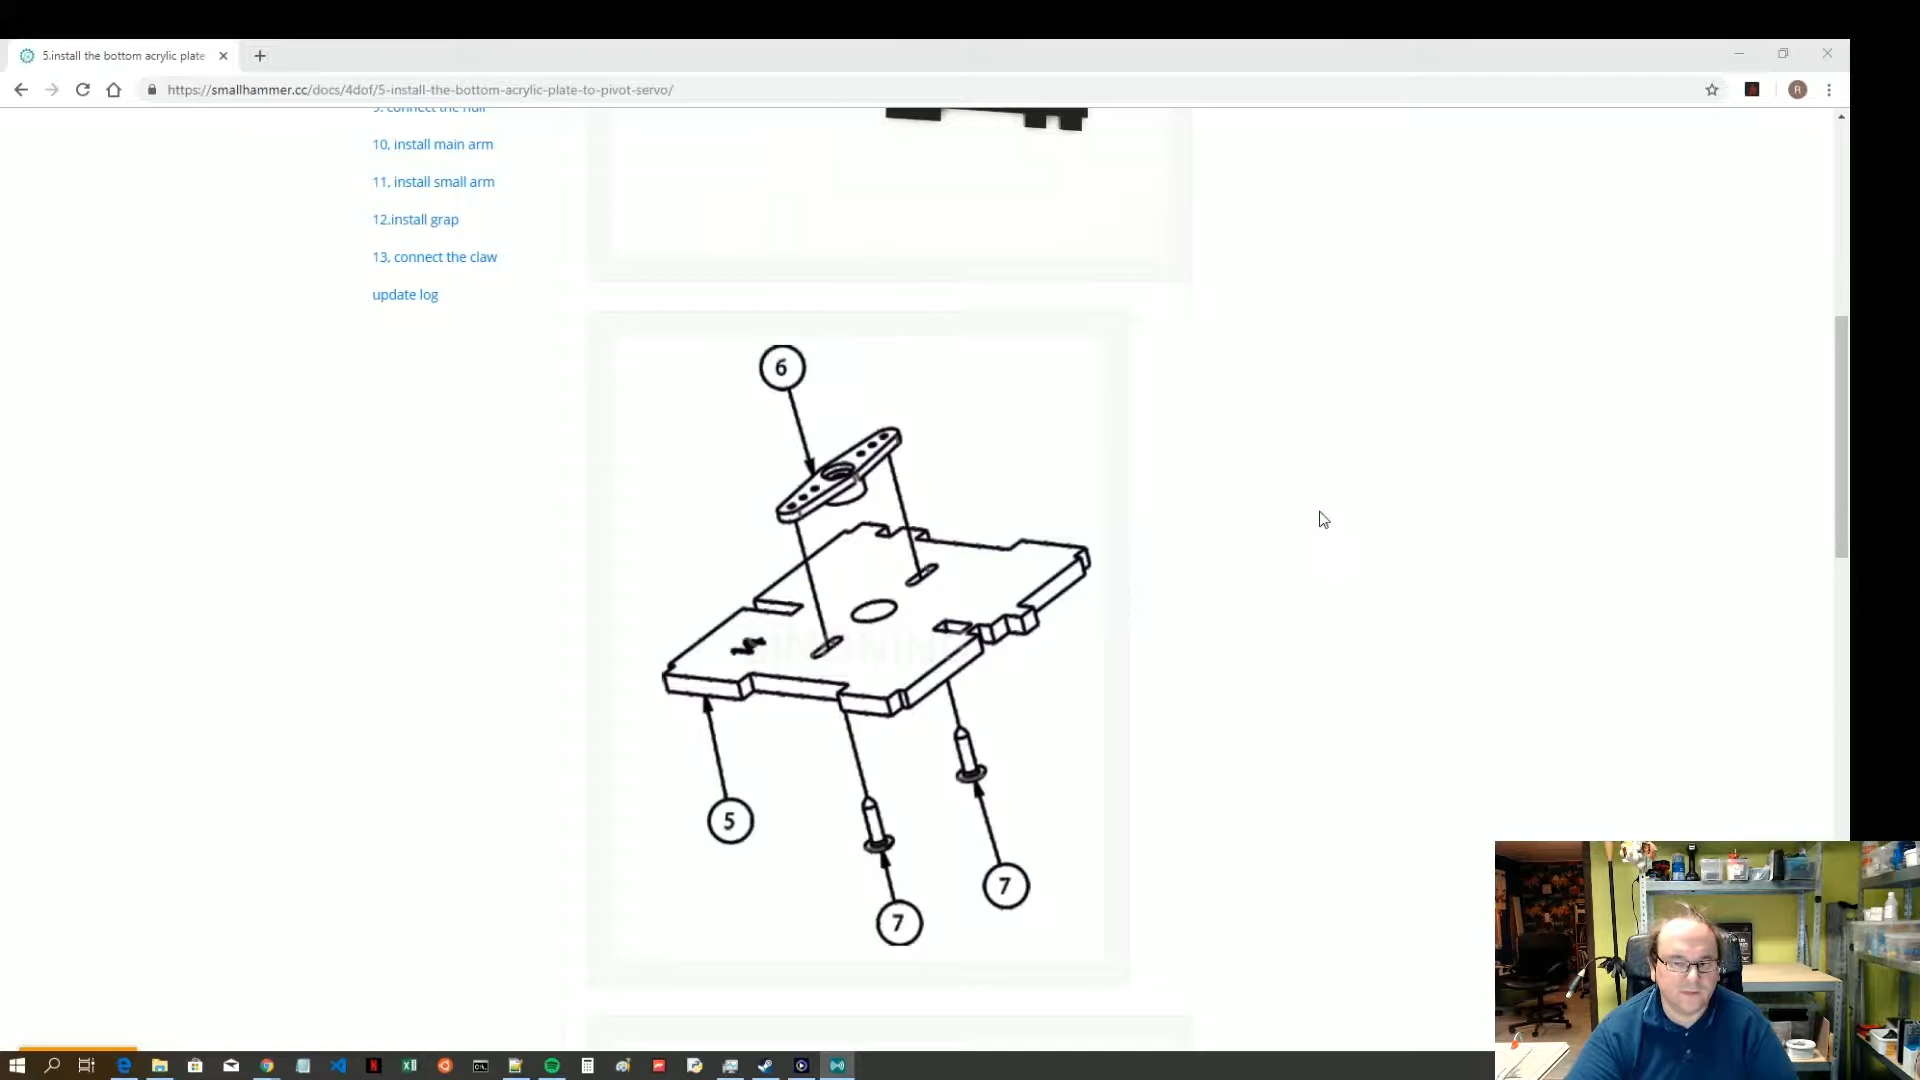 5.install the bottom acrylic plate
https://smallhammer.cc/docs/4dof/5-install-the-bottom-acrylic-plate-to-pivot-servo/
R
10, install main arm
11, install small arm
12.install grap
13, connect the claw
update log
6
M
5
7
7